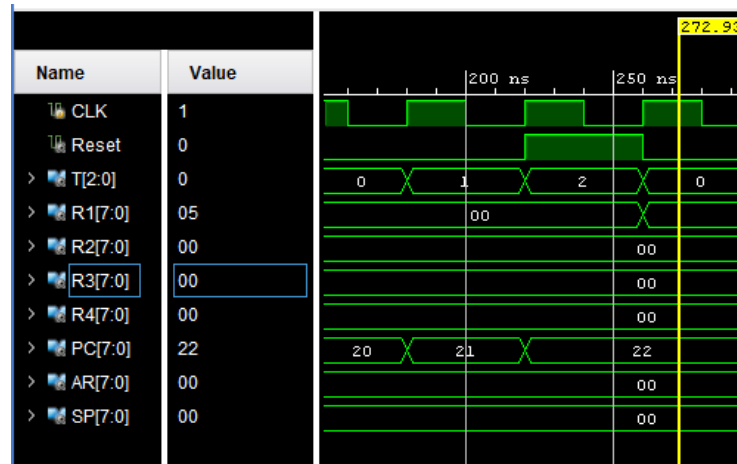 272.93
Name Value
200 ns 250 ns
CLK 1
Reset 0
> T[2:0] 0 0 1 2 0
> R1[7:0] 05 00
> R2[7:0] 00 00
> R3[7:0] 00 00
> R4[7:0] 00 00
> PC[7:0] 22 20 21 22
> AR[7:0] 00 00
> SP[7:0] 00 00